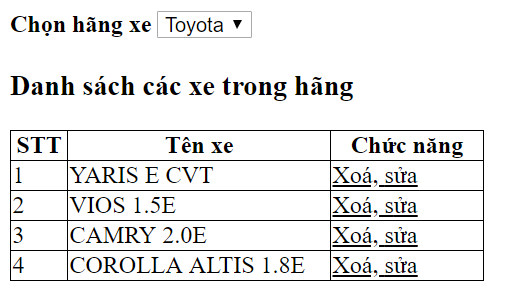 Chọn hãng xe Toyota
Danh sách các xe trong hãng
STT Tên xe Chức năng
1 YARIS E CVT Xoá, sửa
2 VIOS 1.5E Xoá, sửa
3 CAMRY 2.0E Xoá, sửa
4 COROLLA ALTIS 1.8E Xoá, sửa